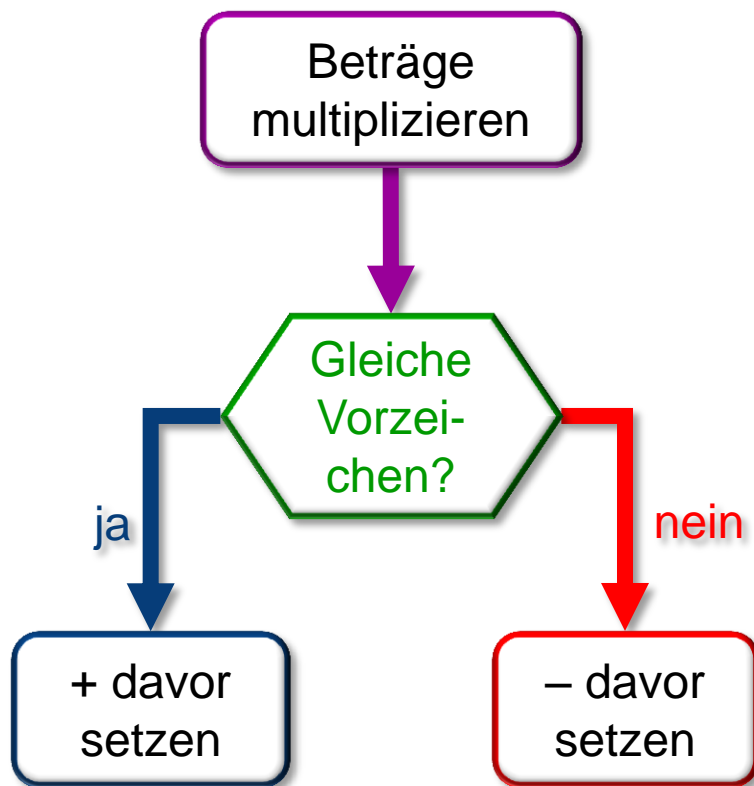 Beträge
multiplizieren
Gleiche
Vorzei-
chen?
ja
nein
+ davor
setzen
– davor
setzen